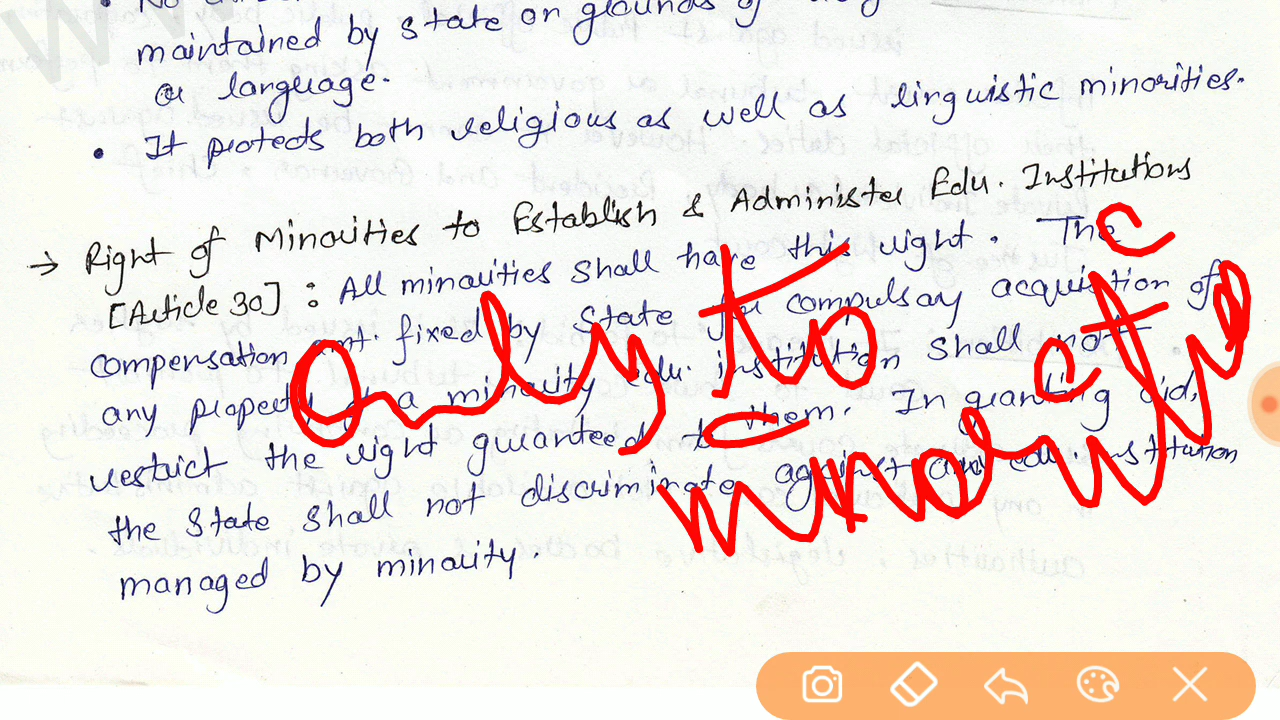 maintained by state on grounds of
or language.
• It protects both religious as well as linguistic minorities.
→ Right of Minorities to Establish & Administer Edu. Institutions
[Article 30] : All minorities shall have this right. The
compensation amt. fixed by State for compulsory acquisition of
any property of a minority edu. institution shall not
restrict the right guaranteed to them. In granting aid,
the State shall not discriminate against any edu. institution
managed by minority.
only to
minorities